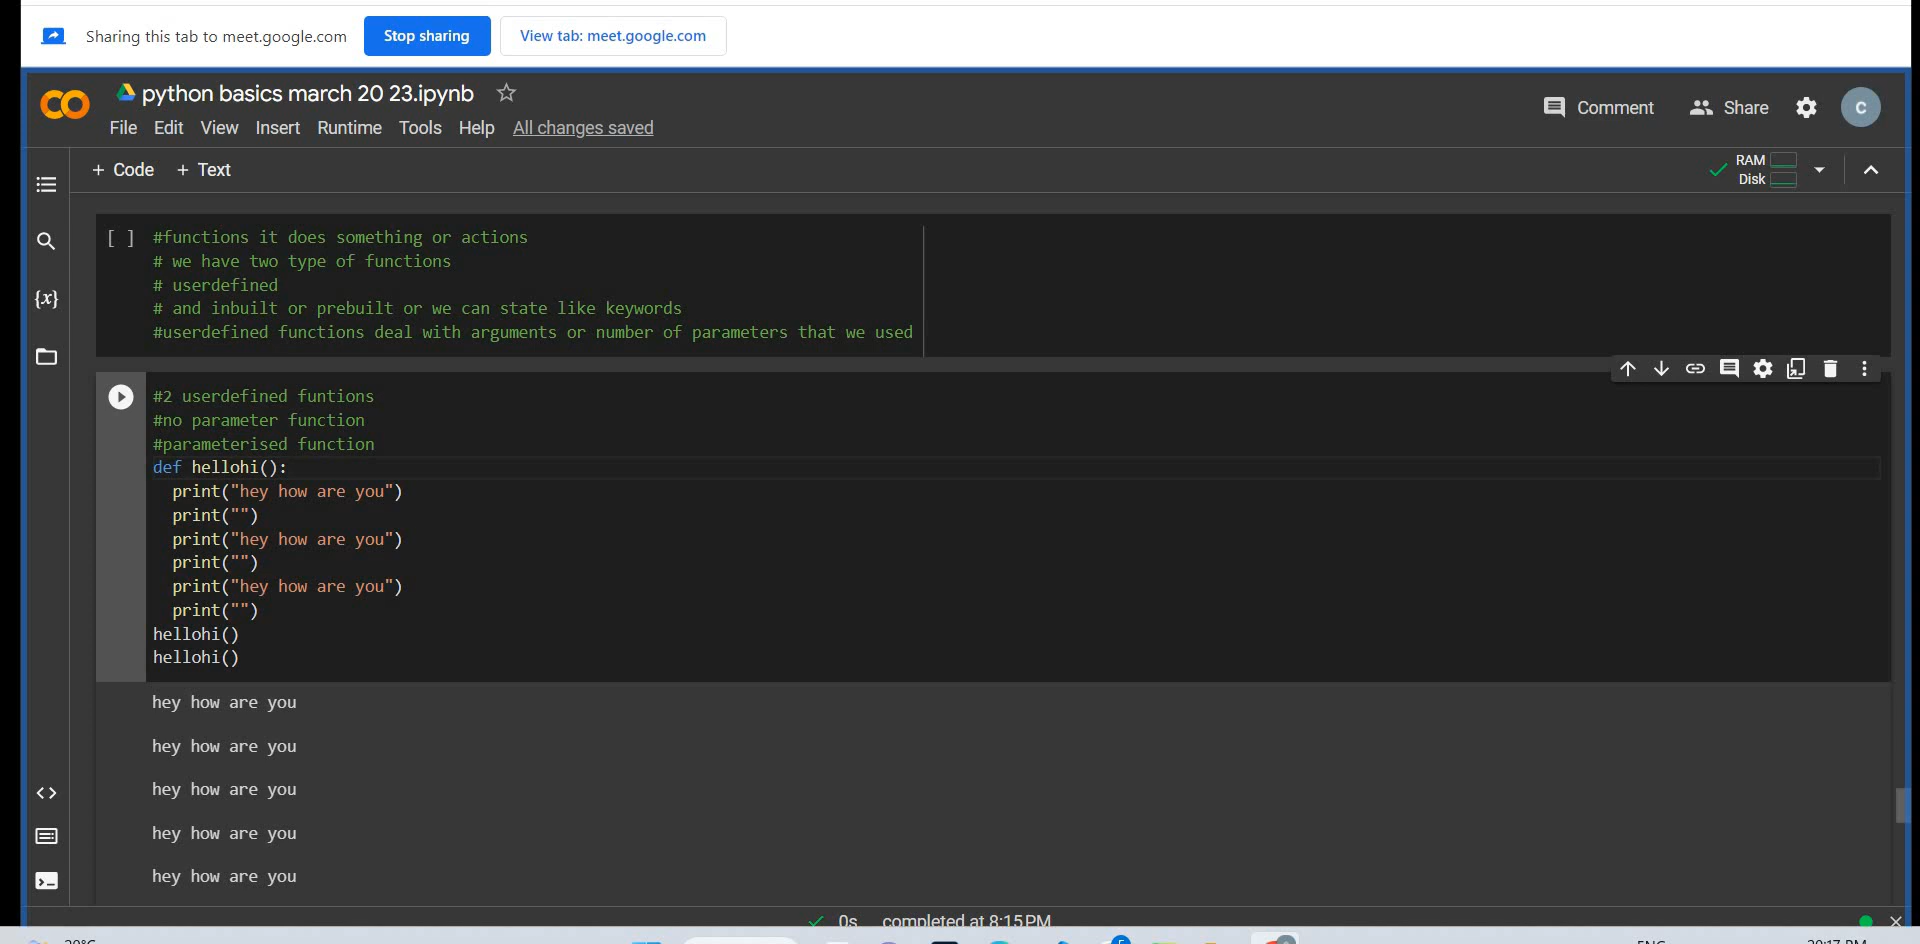 Sharing this tab to meet.google.com Stop sharing View tab: meet.google.com
python basics march 20 23.ipynb
File Edit View Insert Runtime Tools Help All changes saved
Comment Share C
+ Code + Text
RAM
Disk
[ ] #functions it does something or actions
# we have two type of functions
# userdefined
# and inbuilt or prebuilt or we can state like keywords
#userdefined functions deal with arguments or number of parameters that we used
{x}
#2 userdefined funtions
#no parameter function
#parameterised function
def hellohi():
print("hey how are you")
print("")
print("hey how are you")
print("")
print("hey how are you")
print("")
hellohi()
hellohi()
hey how are you
hey how are you
hey how are you
hey how are you
hey how are you
0s completed at 8:15 PM